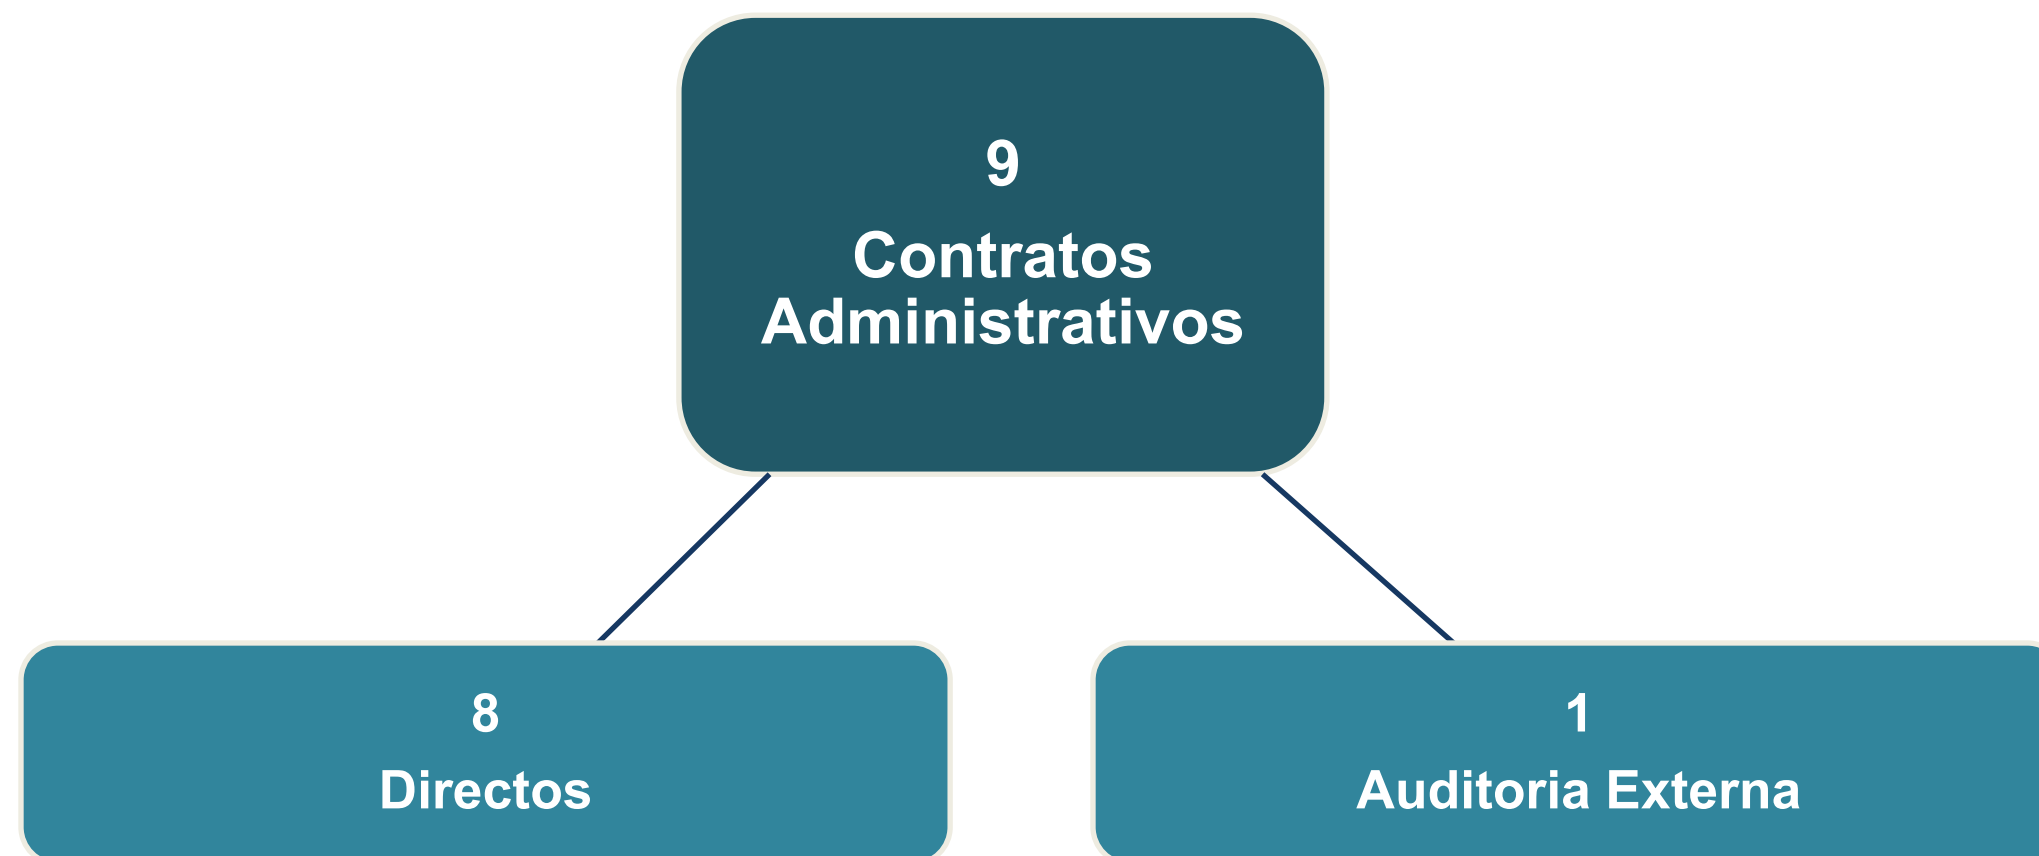 9
Contratos
Administrativos
8
Directos
1
Auditoria Externa